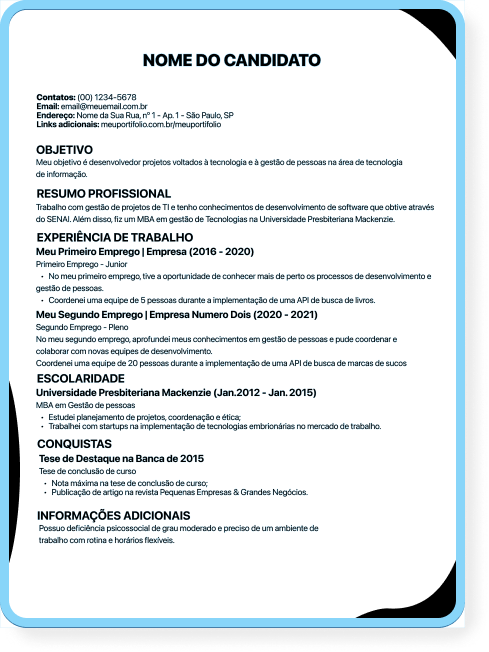 NOME DO CANDIDATO
Contatos: (00) 1234-5678
Email: email@meuemail.com.br
Endereço: Nome da Sua Rua, nº 1 - Ap. 1 - São Paulo, SP
Links adicionais: meuportifolio.com.br/meuportifolio
OBJETIVO
Meu objetivo é desenvolvedor projetos voltados à tecnologia e à gestão de pessoas na área de tecnologia
de informação.
RESUMO PROFISSIONAL
Trabalho com gestão de projetos de TI e tenho conhecimentos de desenvolvimento de software que obtive através
do SENAI. Além disso, fiz um MBA em gestão de Tecnologias na Universidade Presbiteriana Mackenzie.
EXPERIÊNCIA DE TRABALHO
Meu Primeiro Emprego | Empresa (2016 - 2020)
Primeiro Emprego - Junior
• No meu primeiro emprego, tive a oportunidade de conhecer mais de perto os processos de desenvolvimento e
gestão de pessoas.
• Coordenei uma equipe de 5 pessoas durante a implementação de uma API de busca de livros.
Meu Segundo Emprego | Empresa Numero Dois (2020 - 2021)
Segundo Emprego - Pleno
No meu segundo emprego, aprofundei meus conhecimentos em gestão de pessoas e pude coordenar e
colaborar com novas equipes de desenvolvimento.
Coordenei uma equipe de 20 pessoas durante a implementação de uma API de busca de marcas de sucos
ESCOLARIDADE
Universidade Presbiteriana Mackenzie (Jan.2012 - Jan. 2015)
MBA em Gestão de pessoas
• Estudei planejamento de projetos, coordenação e ética;
• Trabalhei com startups na implementação de tecnologias embrionárias no mercado de trabalho.
CONQUISTAS
Tese de Destaque na Banca de 2015
Tese de conclusão de curso
• Nota máxima na tese de conclusão de curso;
• Publicação de artigo na revista Pequenas Empresas & Grandes Negócios.
INFORMAÇÕES ADICIONAIS
Possuo deficiência psicossocial de grau moderado e preciso de um ambiente de
trabalho com rotina e horários flexíveis.